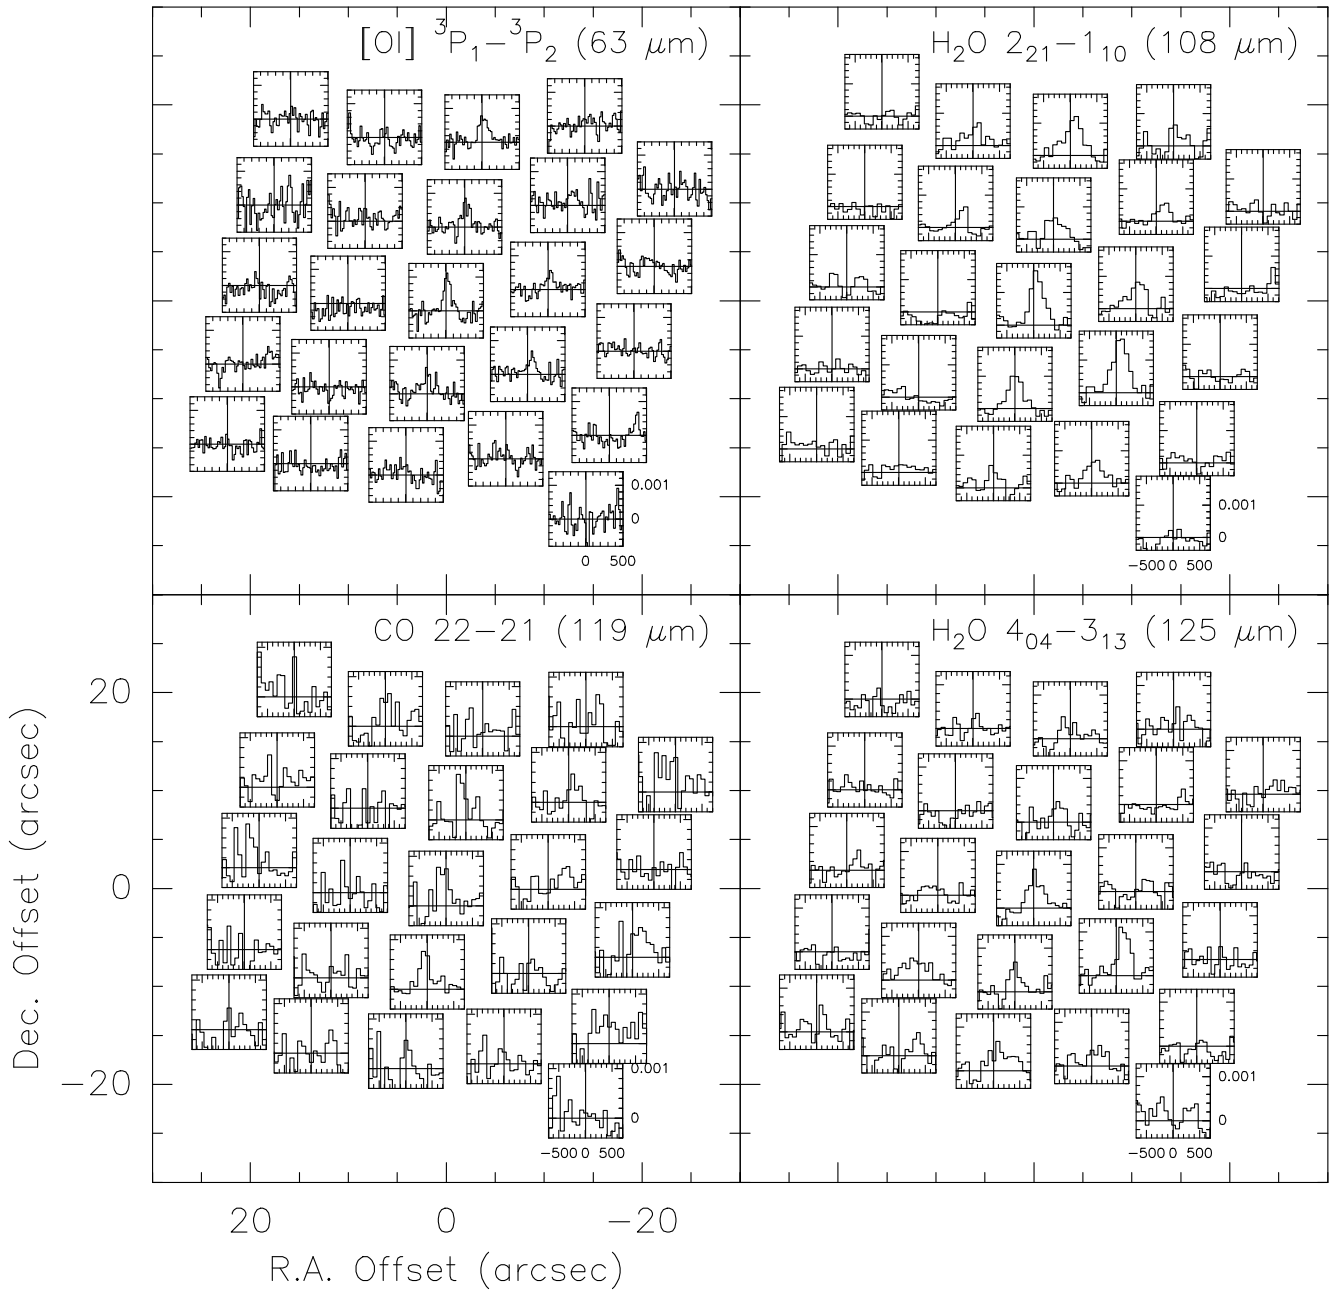 [OI] ³P₁−³P₂ (63 μm)
H₂O 2₂₁−1₁₀ (108 μm)
0.001
0
0 500
0.001
0
−500 0 500
CO 22−21 (119 μm)
H₂O 4₀₄−3₁₃ (125 μm)
20
0
−20
0.001
0
−500 0 500
0.001
0
−500 0 500
20 0 −20
R.A. Offset (arcsec)
Dec. Offset (arcsec)